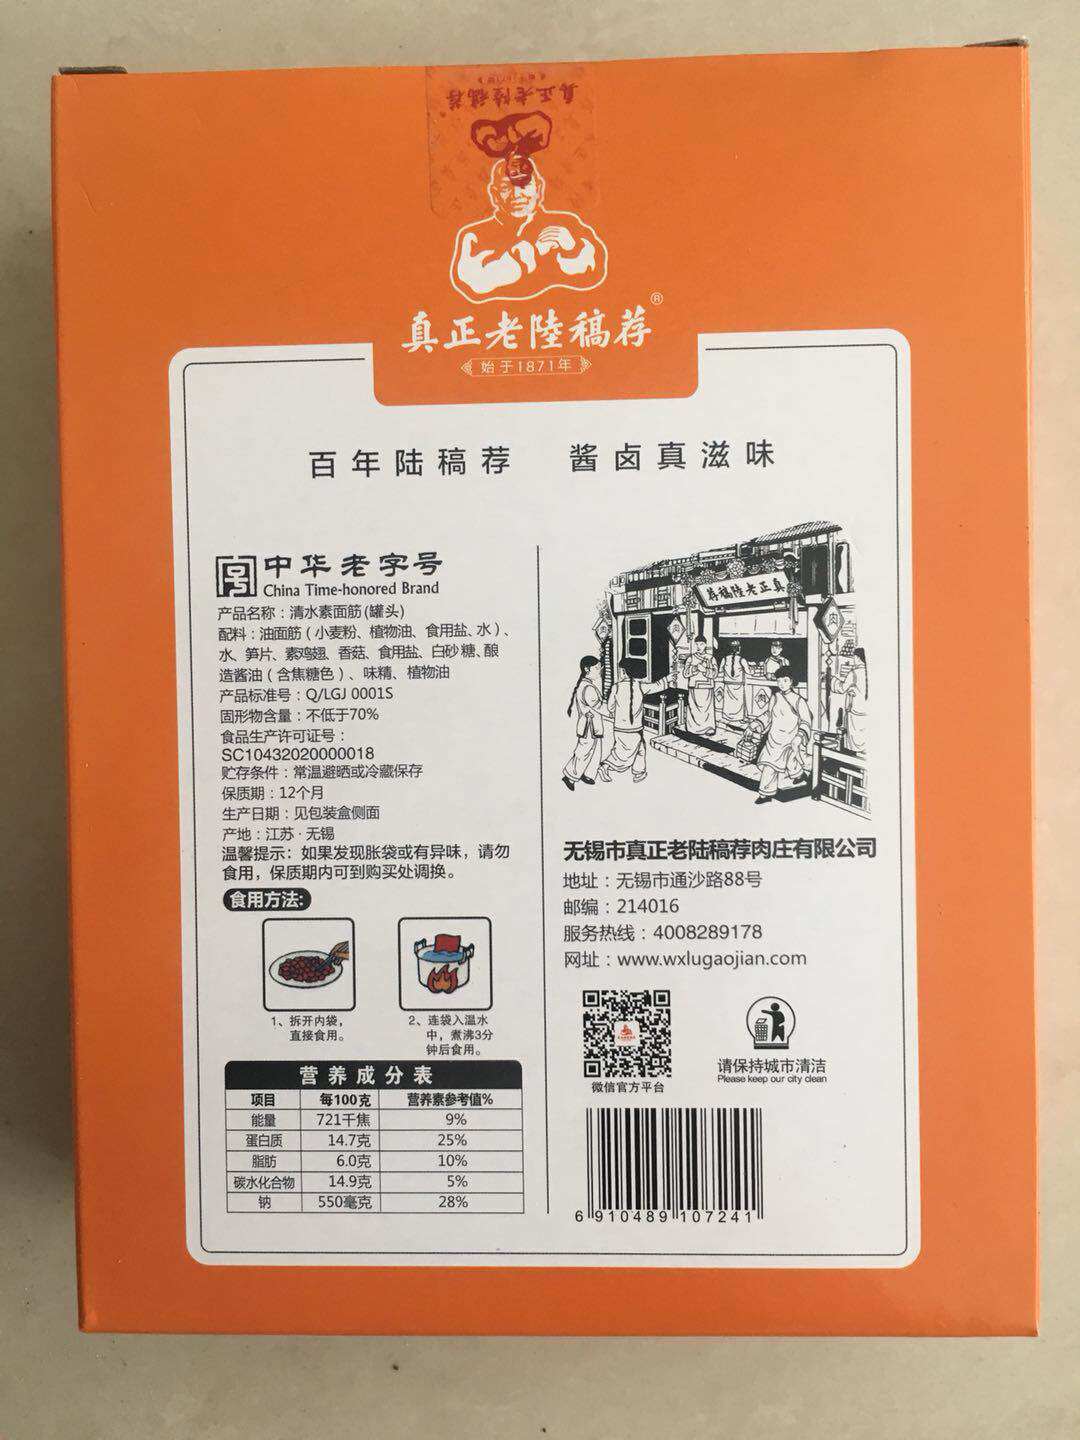 真正老陸稿荐
真正老陸稿荐®
始于1871年
百年陆稿荐 酱卤真滋味
中华老字号
China Time-honored Brand
产品名称：清水素面筋(罐头)
配料：油面筋（小麦粉、植物油、食用盐、水）、
水、笋片、素鸡翅、香菇、食用盐、白砂糖、酿
造酱油（含焦糖色）、味精、植物油
产品标准号：Q/LGJ 0001S
固形物含量：不低于70%
食品生产许可证号：
SC10432020000018
贮存条件：常温避晒或冷藏保存
保质期：12个月
生产日期：见包装盒侧面
产地：江苏·无锡
温馨提示：如果发现胀袋或有异味，请勿
食用，保质期内可到购买处调换。
食用方法:
1、拆开内袋，
直接食用。
2、连袋入温水
中，煮沸3分
钟后食用。
营养成分表
项目 每100克 营养素参考值%
能量 721千焦 9%
蛋白质 14.7克 25%
脂肪 6.0克 10%
碳水化合物 14.9克 5%
钠 550毫克 28%
荐稿陸老正真
肉
肉
无锡市真正老陆稿荐肉庄有限公司
地址：无锡市通沙路88号
邮编：214016
服务热线：4008289178
网址：www.wxlugaojian.com
微信官方平台
请保持城市清洁
Please keep our city clean
6 910489 107241